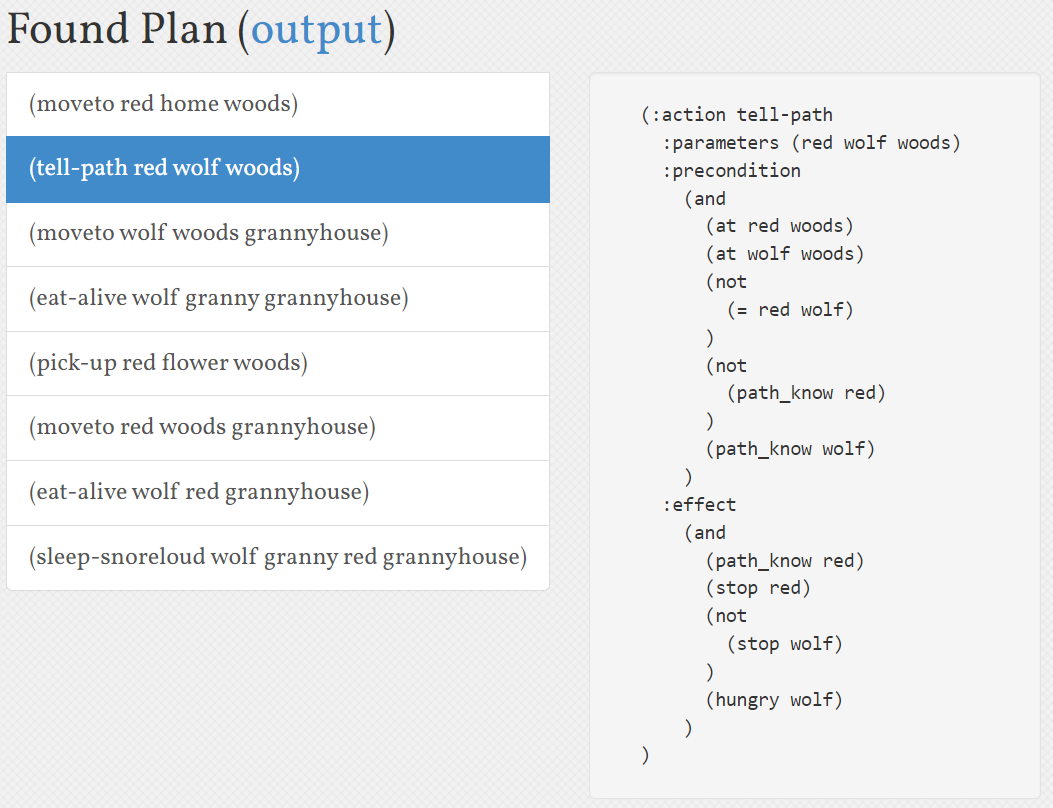 Found Plan (output)
(moveto red home woods)
(tell-path red wolf woods)
(moveto wolf woods grannyhouse)
(eat-alive wolf granny grannyhouse)
(pick-up red flower woods)
(moveto red woods grannyhouse)
(eat-alive wolf red grannyhouse)
(sleep-snoreloud wolf granny red grannyhouse)
(:action tell-path
  :parameters (red wolf woods)
  :precondition
    (and
      (at red woods)
      (at wolf woods)
      (not
        (= red wolf)
      )
      (not
        (path_know red)
      )
      (path_know wolf)
    )
  :effect
    (and
      (path_know red)
      (stop red)
      (not
        (stop wolf)
      )
      (hungry wolf)
    )
)